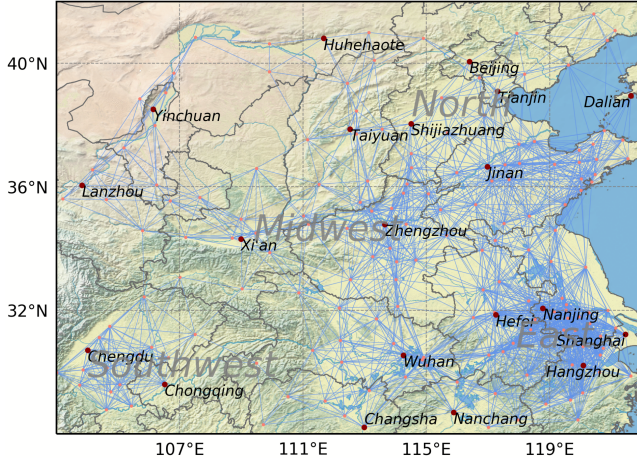 Huhehaote
40°N
Beijing
North
Tianjin
Dalian
Yinchuan
Taiyuan
Shijiazhuang
Jinan
36°N
Lanzhou
Midwest
Zhengzhou
Xi'an
32°N
Hefei
Nanjing
East
Shanghai
Chengdu
Southwest
Wuhan
Hangzhou
Chongqing
Changsha
Nanchang
107°E
111°E
115°E
119°E